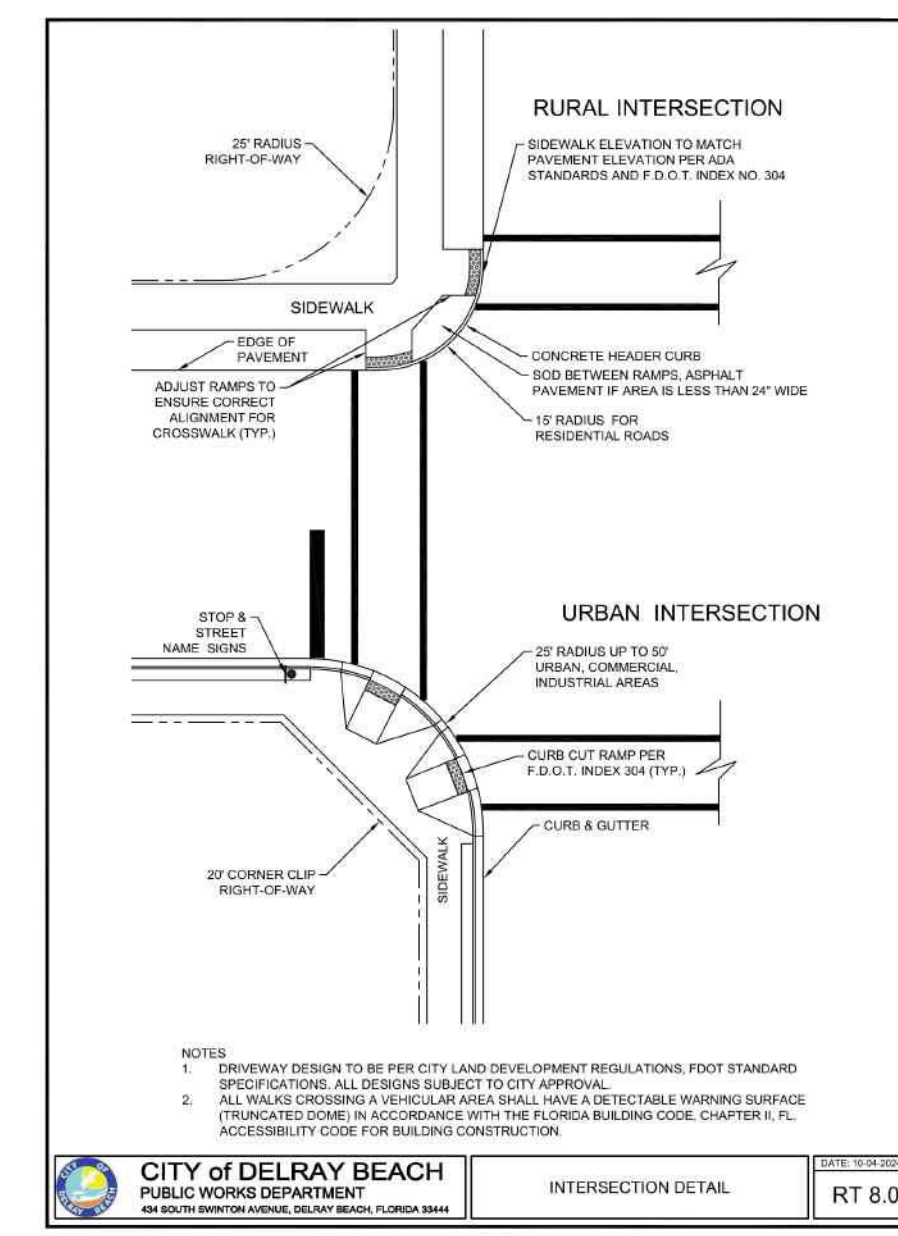 RURAL INTERSECTION
25' RADIUS
RIGHT-OF-WAY
SIDEWALK ELEVATION TO MATCH
PAVEMENT ELEVATION PER ADA
STANDARDS AND F.D.O.T. INDEX NO. 304
SIDEWALK
EDGE OF
PAVEMENT
ADJUST RAMPS TO
ENSURE CORRECT
ALIGNMENT FOR
CROSSWALK (TYP.)
CONCRETE HEADER CURB
SOD BETWEEN RAMPS, ASPHALT
PAVEMENT IF AREA IS LESS THAN 24" WIDE
15' RADIUS FOR
RESIDENTIAL ROADS
URBAN INTERSECTION
STOP &
STREET
NAME SIGNS
25' RADIUS UP TO 50'
URBAN, COMMERCIAL,
INDUSTRIAL AREAS
CURB CUT RAMP PER
F.D.O.T. INDEX 304 (TYP.)
CURB & GUTTER
20' CORNER CLIP
RIGHT-OF-WAY
SIDEWALK
NOTES
1. DRIVEWAY DESIGN TO BE PER CITY LAND DEVELOPMENT REGULATIONS, FDOT STANDARD
SPECIFICATIONS. ALL DESIGNS SUBJECT TO CITY APPROVAL.
2. ALL WALKS CROSSING A VEHICULAR AREA SHALL HAVE A DETECTABLE WARNING SURFACE
(TRUNCATED DOME) IN ACCORDANCE WITH THE FLORIDA BUILDING CODE, CHAPTER II, FL.
ACCESSIBILITY CODE FOR BUILDING CONSTRUCTION.
CITY OF
DELRAY BEACH
CITY of DELRAY BEACH
PUBLIC WORKS DEPARTMENT
434 SOUTH SWINTON AVENUE, DELRAY BEACH, FLORIDA 33444
INTERSECTION DETAIL
DATE: 10-04-202
RT 8.0